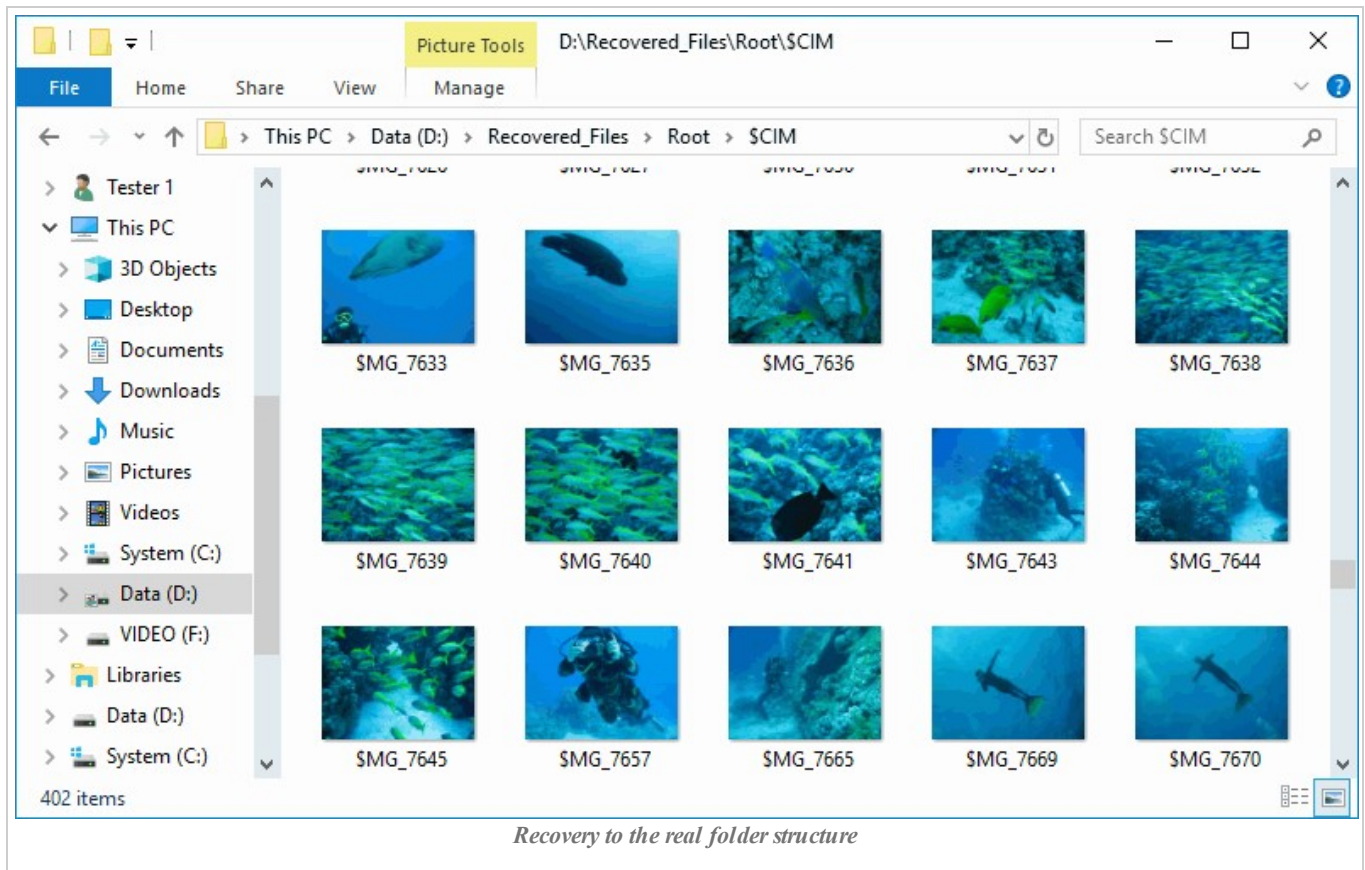 Picture Tools D:\Recovered_Files\Root\$CIM
File Home Share View Manage
This PC > Data (D:) > Recovered_Files > Root > $CIM Search $CIM
Tester 1
This PC
3D Objects
Desktop
Documents
Downloads
Music
Pictures
Videos
System (C:)
Data (D:)
VIDEO (F:)
Libraries
Data (D:)
System (C:)
$MG_7633 $MG_7635 $MG_7636 $MG_7637 $MG_7638
$MG_7639 $MG_7640 $MG_7641 $MG_7643 $MG_7644
$MG_7645 $MG_7657 $MG_7665 $MG_7669 $MG_7670
402 items
Recovery to the real folder structure